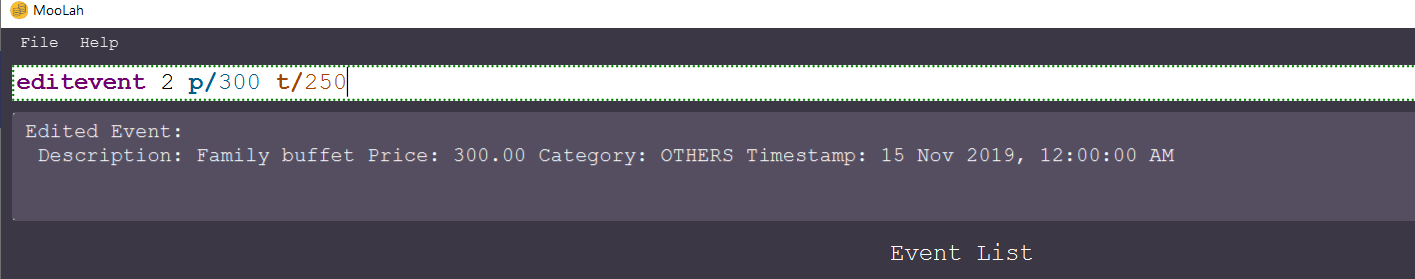 MooLah
File Help
editevent 2 p/300 t/250
Edited Event:
Description: Family buffet Price: 300.00 Category: OTHERS Timestamp: 15 Nov 2019, 12:00:00 AM
Event List